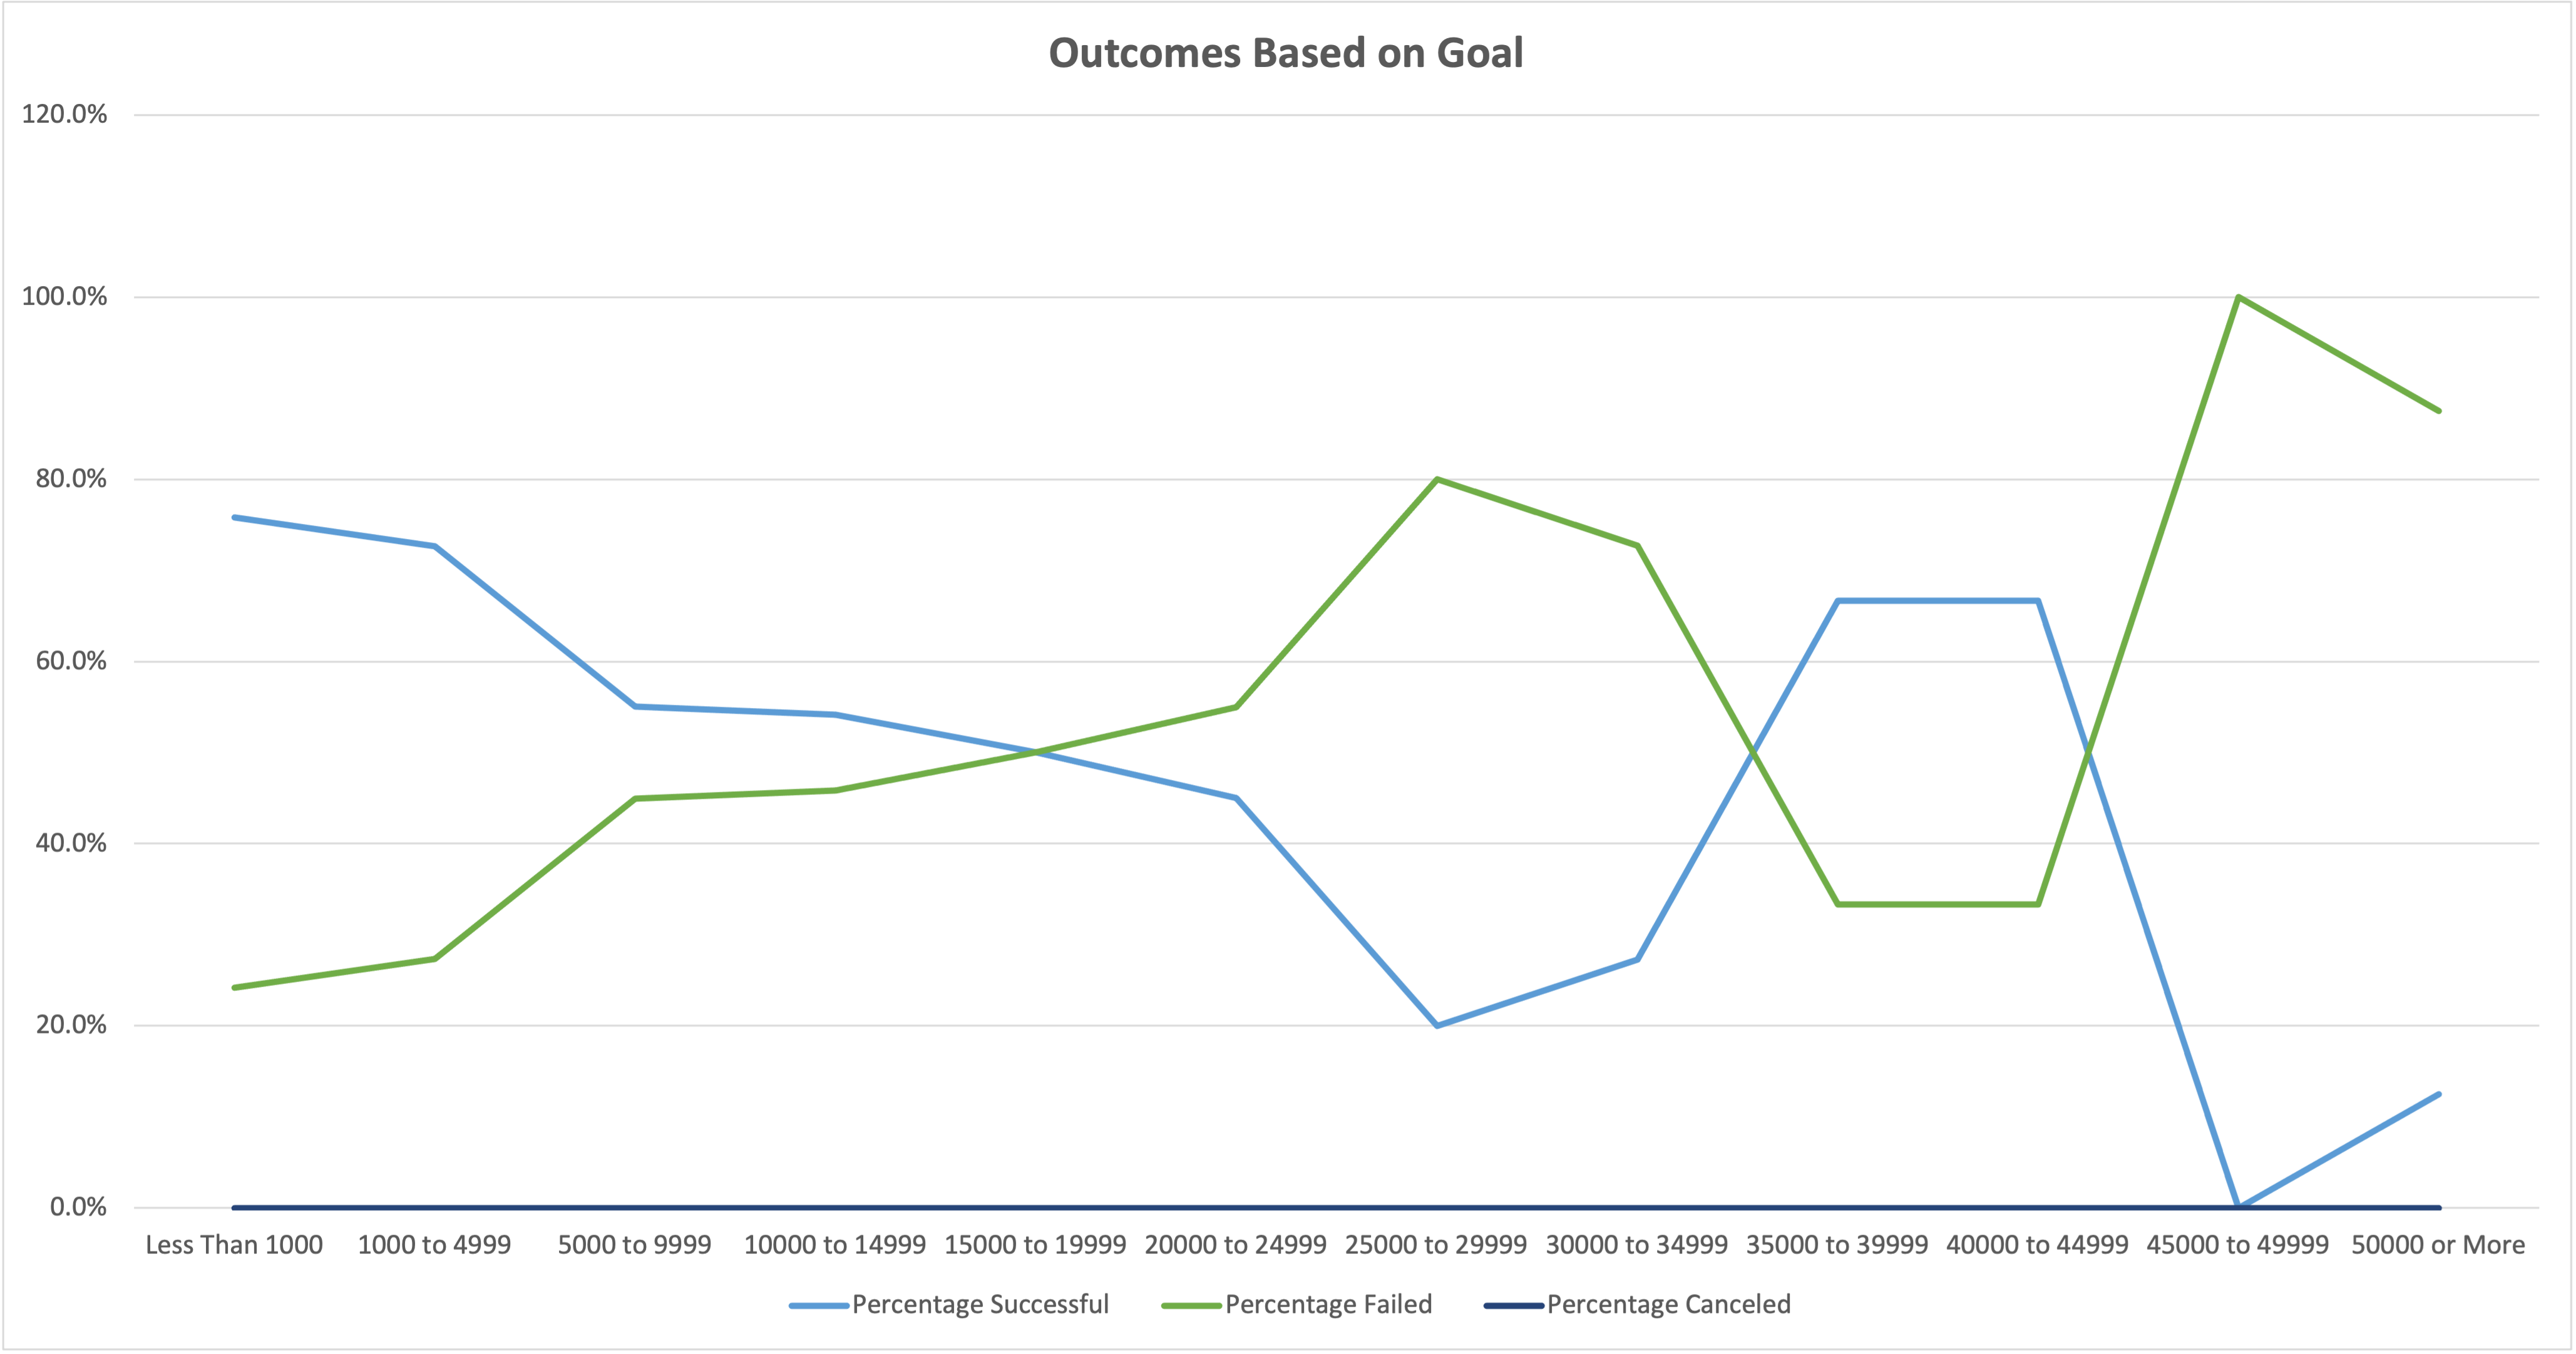 Outcomes Based on Goal
120.0%
100.0%
80.0%
60.0%
40.0%
20.0%
0.0%
Less Than 1000 1000 to 4999 5000 to 9999 10000 to 14999 15000 to 19999 20000 to 24999 25000 to 29999 30000 to 34999 35000 to 39999 40000 to 44999 45000 to 49999 50000 or More
Percentage Successful Percentage Failed Percentage Canceled